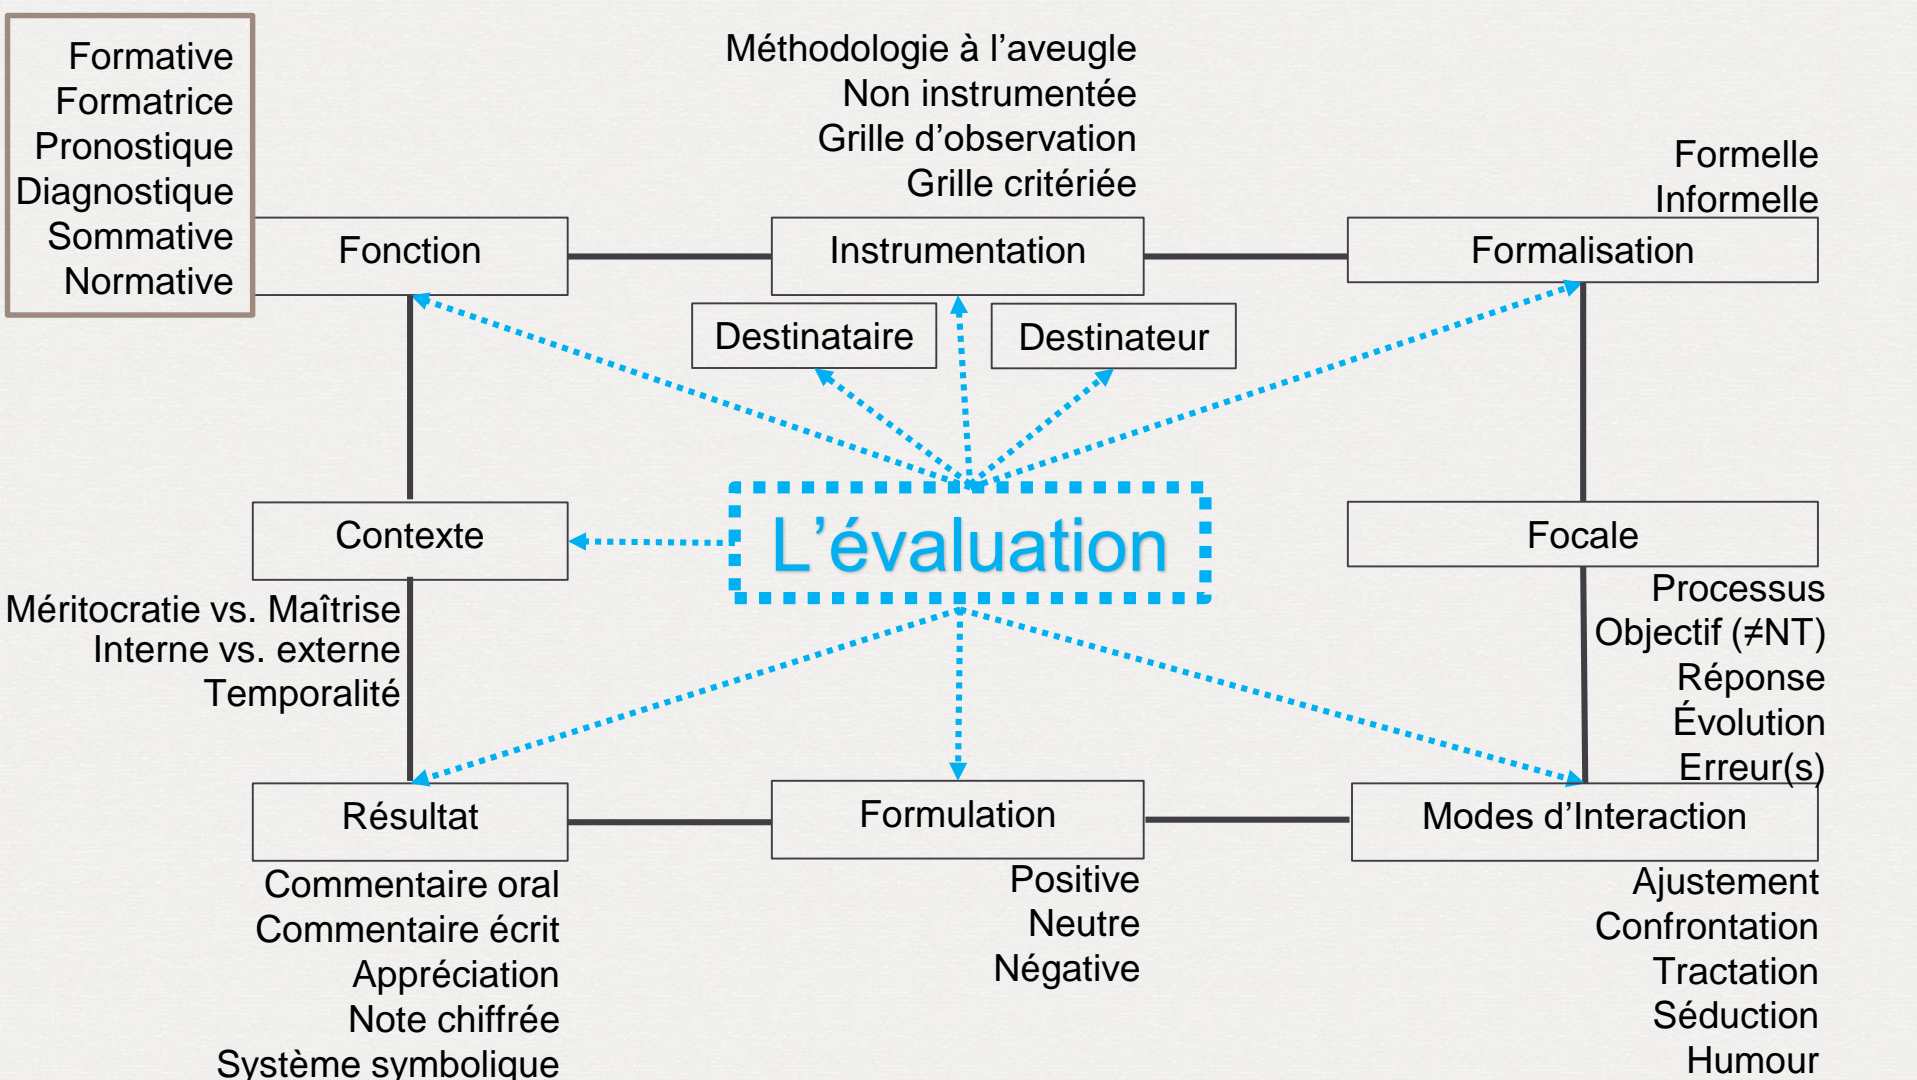 Formative
Formatrice
Pronostique
Diagnostique
Sommative
Normative
Méthodologie à l’aveugle
Non instrumentée
Grille d’observation
Grille critériée
Formelle
Informelle
Fonction
Instrumentation
Formalisation
Destinataire
Destinateur
L’évaluation
Contexte
Méritocratie vs. Maîtrise
Interne vs. externe
Temporalité
Focale
Processus
Objectif (≠NT)
Réponse
Évolution
Erreur(s)
Résultat
Commentaire oral
Commentaire écrit
Appréciation
Note chiffrée
Système symbolique
Formulation
Positive
Neutre
Négative
Modes d’Interaction
Ajustement
Confrontation
Tractation
Séduction
Humour